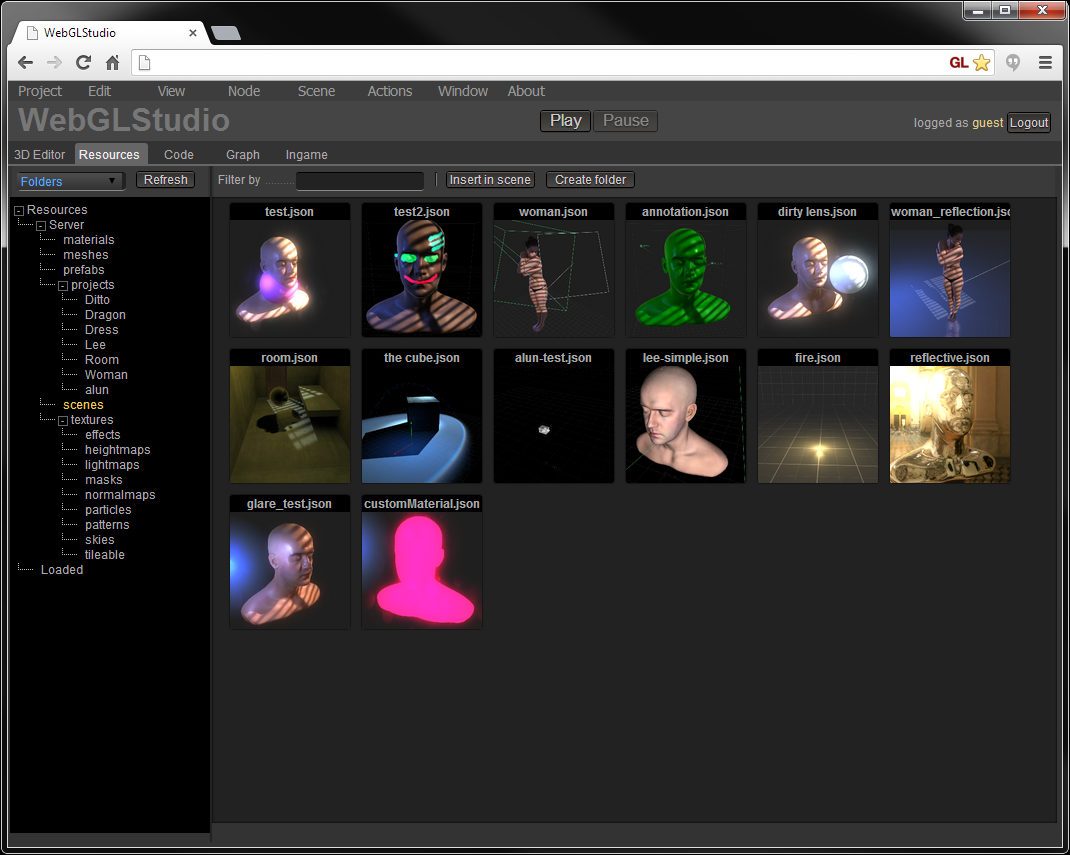 WebGLStudio
GL
Project Edit View Node Scene Actions Window About
WebGLStudio
Play Pause
logged as guest Logout
3D Editor Resources Code Graph Ingame
Folders Refresh Filter by .......... Insert in scene Create folder
Resources
Server
materials
meshes
prefabs
projects
Ditto
Dragon
Dress
Lee
Room
Woman
alun
scenes
textures
effects
heightmaps
lightmaps
masks
normalmaps
particles
patterns
skies
tileable
Loaded
test.json test2.json woman.json annotation.json dirty lens.json woman_reflection.jso
room.json the cube.json alun-test.json lee-simple.json fire.json reflective.json
glare_test.json customMaterial.json